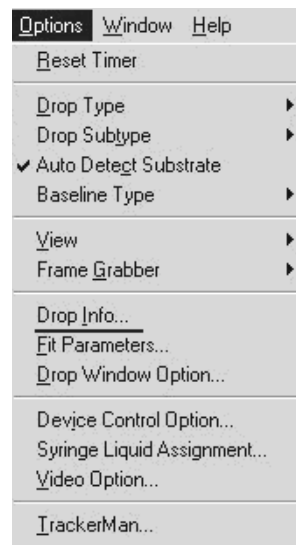 Options Window Help
Reset Timer
Drop Type
Drop Subtype
Auto Detect Substrate
Baseline Type
View
Frame Grabber
Drop Info...
Fit Parameters...
Drop Window Option...
Device Control Option...
Syringe Liquid Assignment...
Video Option...
TrackerMan...